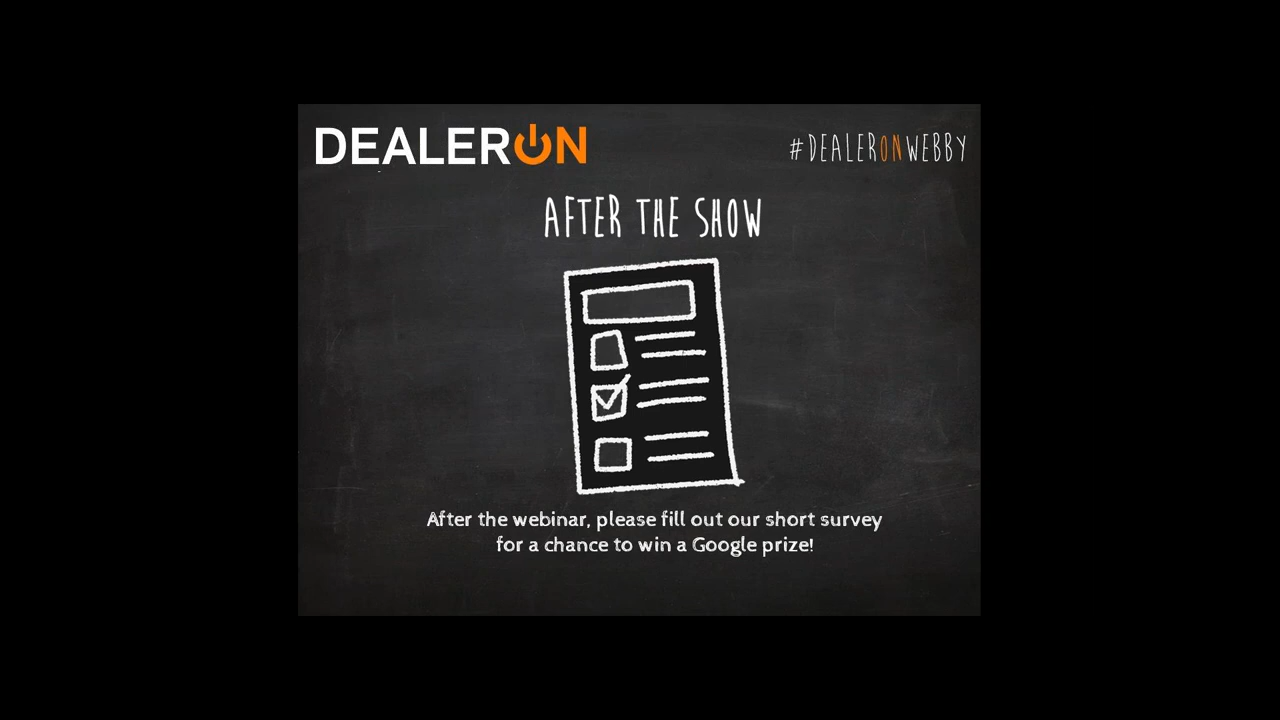 DEALERON
#DEALERONWEBBY
AFTER THE SHOW
After the webinar, please fill out our short survey
for a chance to win a Google prize!